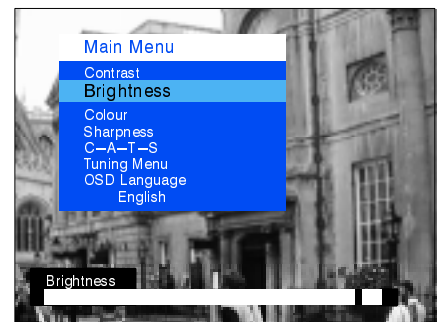 Main Menu
Contrast
Brightness
Colour
Sharpness
C–A–T–S
Tuning Menu
OSD Language
English
Brightness